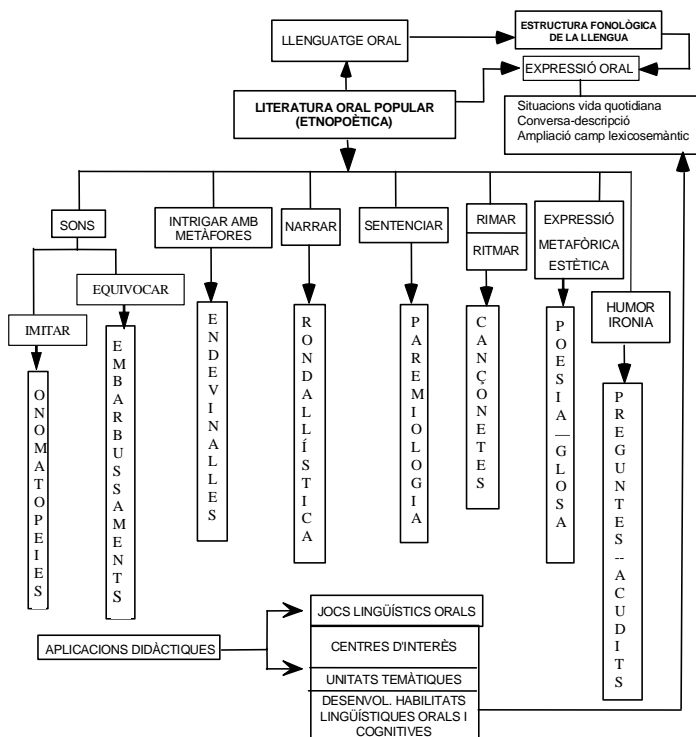 ESTRUCTURA FONOLÒGICA
DE LA LLENGUA
LLENGUATGE ORAL
EXPRESSIÓ ORAL
LITERATURA ORAL POPULAR
(ETNOPOÈTICA)
Situacions vida quotidiana
Conversa-descripció
Ampliació camp lexicosemàntic
SONS
INTRIGAR AMB
METÀFORES
NARRAR
SENTENCIAR
RIMAR
RITMAR
EXPRESSIÓ
METAFÒRICA
ESTÈTICA
EQUIVOCAR
IMITAR
HUMOR
IRONIA
ONOMATOPEIES
EMBARBUSSAMENTS
ENDEVINALLES
RONDALLÍSTICA
PAREMIOLOGIA
CANÇONETES
POESIA—GLOSA
PREGUNTES--ACUDITS
APLICACIONS DIDÀCTIQUES
JOCS LINGÜÍSTICS ORALS
CENTRES D'INTERÈS
UNITATS TEMÀTIQUES
DESENVOL. HABILITATS
LINGÜÍSTIQUES ORALS I
COGNITIVES